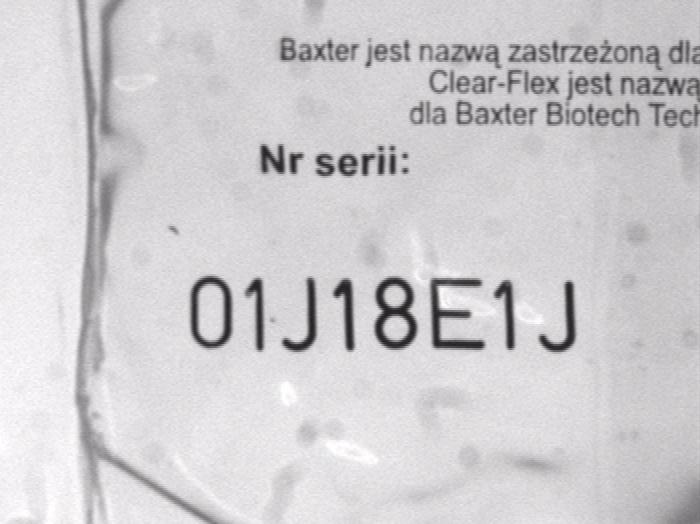 Baxter jest nazwą zastrzeżoną dla
Clear-Flex jest nazwą
dla Baxter Biotech Tech
Nr serii:
01J18E1J